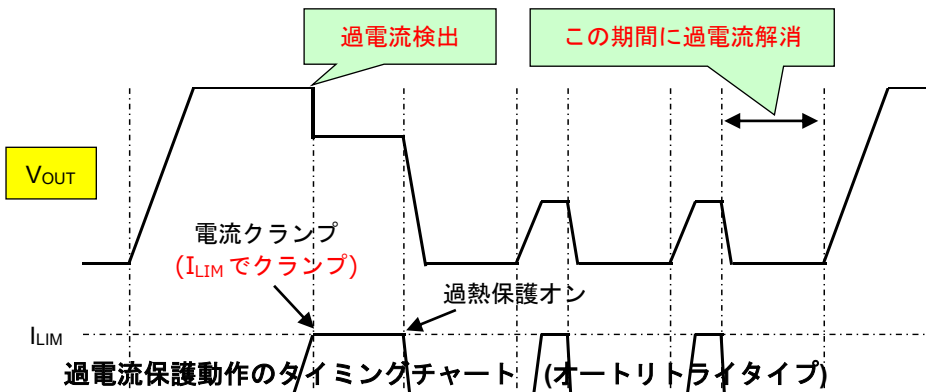 過電流検出
この期間に過電流解消
VOUT
電流クランプ
(ILIMでクランプ)
過熱保護オン
ILIM
過電流保護動作のタイミングチャート (オートリトライタイプ)